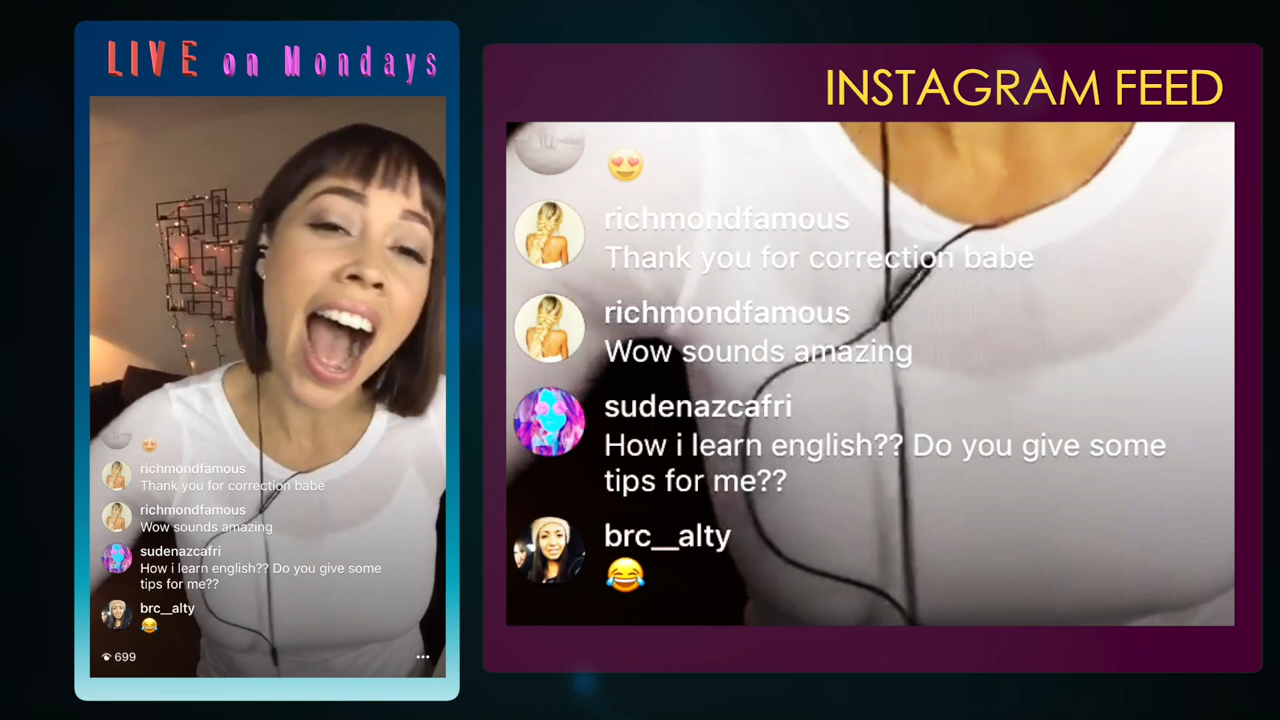 LIVE on Mondays
richmondfamous
Thank you for correction babe
richmondfamous
Wow sounds amazing
sudenazcafri
How i learn english?? Do you give some
tips for me??
brc__alty
😂
699
INSTAGRAM FEED
😍
richmondfamous
Thank you for correction babe
richmondfamous
Wow sounds amazing
sudenazcafri
How i learn english?? Do you give some
tips for me??
brc__alty
😂